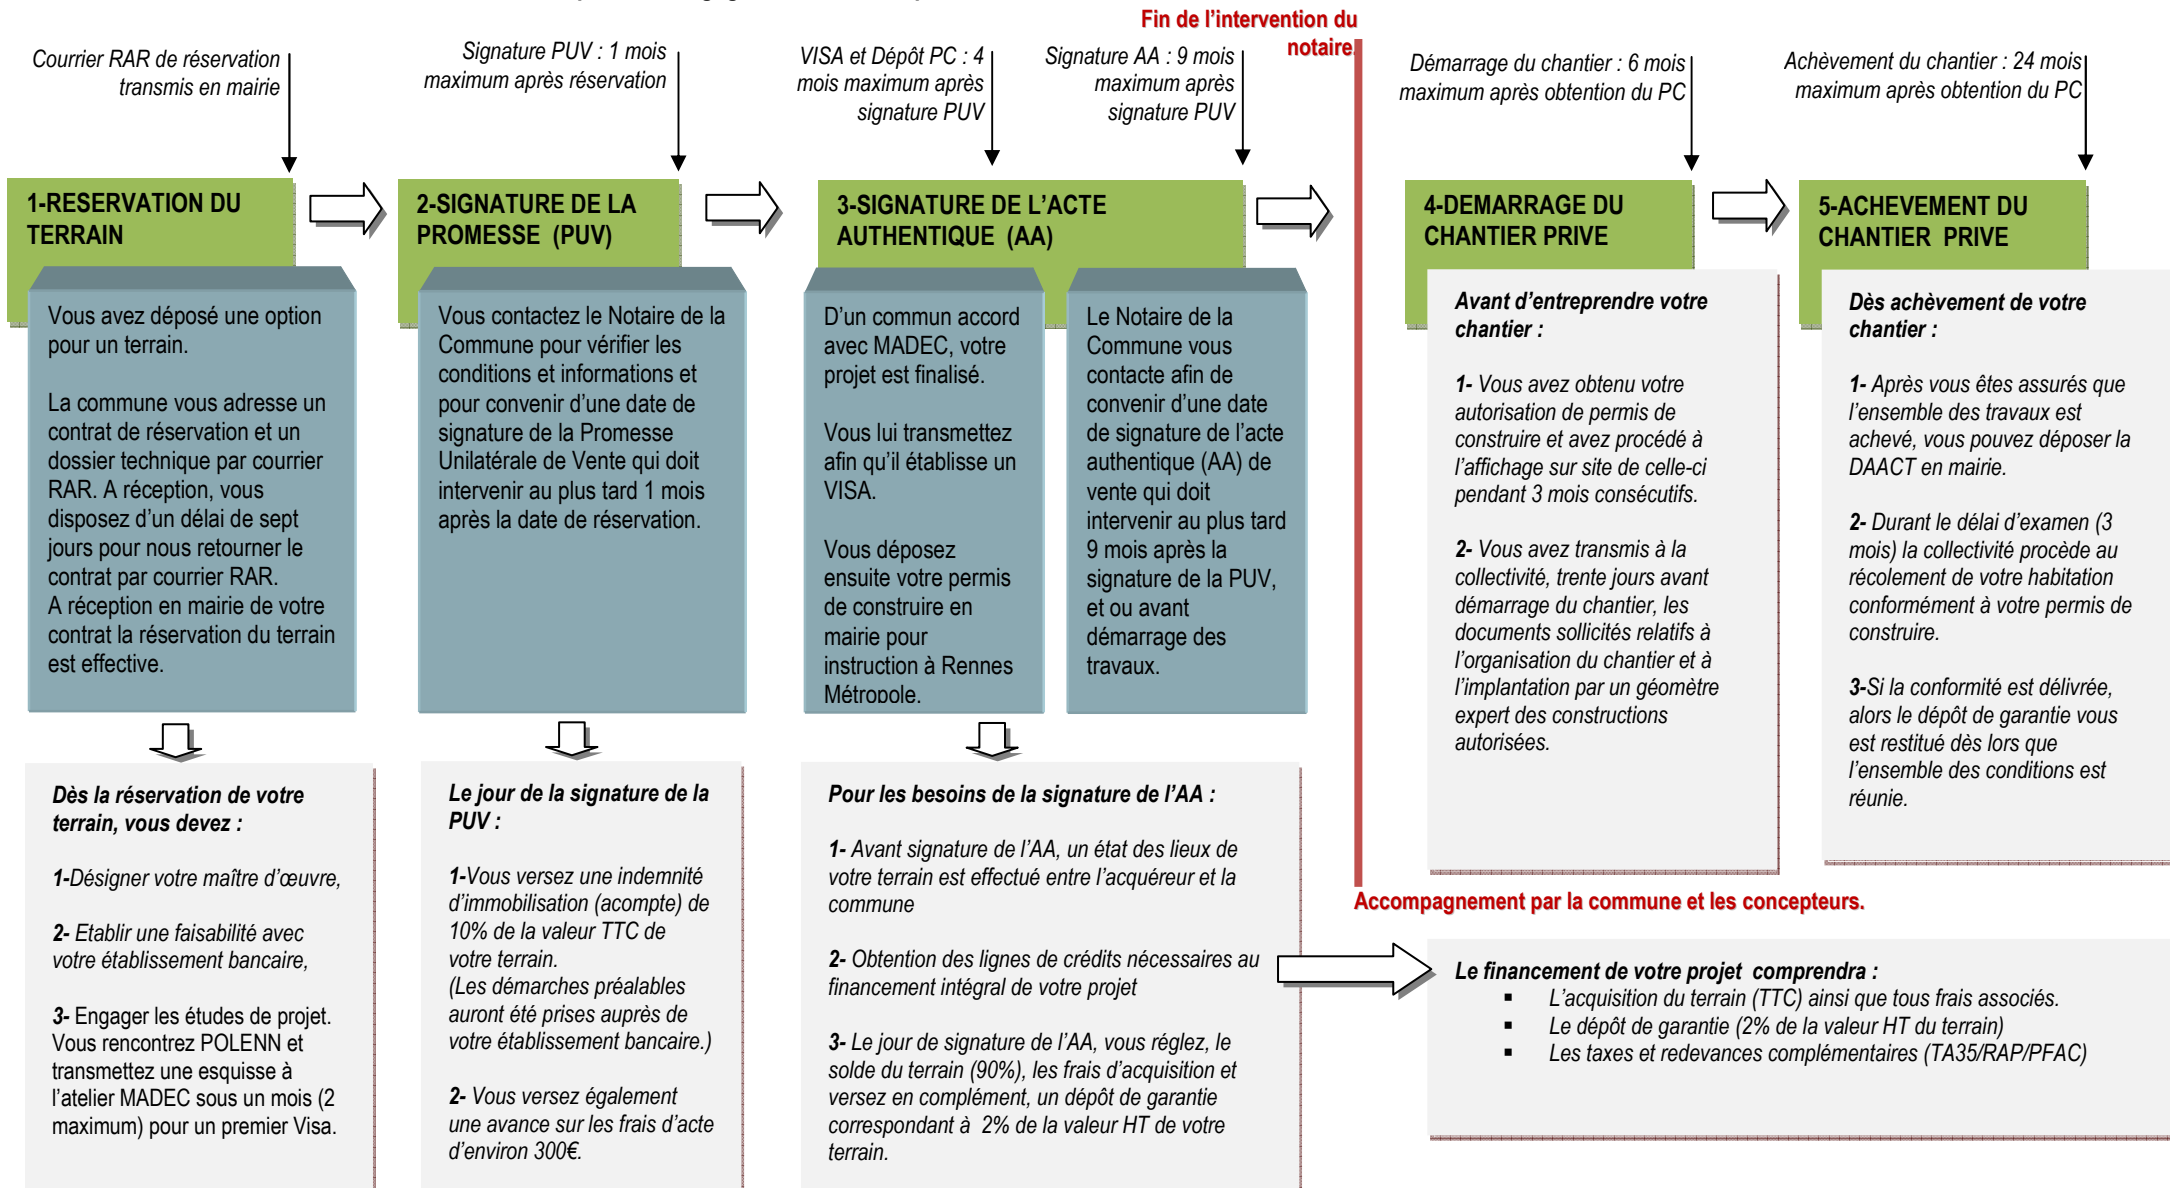 Fin de l'intervention du
notaire.
Courrier RAR de réservation
transmis en mairie
Signature PUV : 1 mois
maximum après réservation
VISA et Dépôt PC : 4
mois maximum après
signature PUV
Signature AA : 9 mois
maximum après
signature PUV
Démarrage du chantier : 6 mois
maximum après obtention du PC
Achèvement du chantier : 24 mois
maximum après obtention du PC
1-RESERVATION DU
TERRAIN
2-SIGNATURE DE LA
PROMESSE (PUV)
3-SIGNATURE DE L'ACTE
AUTHENTIQUE (AA)
4-DEMARRAGE DU
CHANTIER PRIVE
5-ACHEVEMENT DU
CHANTIER PRIVE
Vous avez déposé une option
pour un terrain.
La commune vous adresse un
contrat de réservation et un
dossier technique par courrier
RAR. A réception, vous
disposez d'un délai de sept
jours pour nous retourner le
contrat par courrier RAR.
A réception en mairie de votre
contrat la réservation du terrain
est effective.
Vous contactez le Notaire de la
Commune pour vérifier les
conditions et informations et
pour convenir d'une date de
signature de la Promesse
Unilatérale de Vente qui doit
intervenir au plus tard 1 mois
après la date de réservation.
D'un commun accord
avec MADEC, votre
projet est finalisé.
Vous lui transmettez
afin qu'il établisse un
VISA.
Vous déposez
ensuite votre permis
de construire en
mairie pour
instruction à Rennes
Métropole.
Le Notaire de la
Commune vous
contacte afin de
convenir d'une date
de signature de l'acte
authentique (AA) de
vente qui doit
intervenir au plus tard
9 mois après la
signature de la PUV,
et ou avant
démarrage des
travaux.
Avant d'entreprendre votre
chantier :
1- Vous avez obtenu votre
autorisation de permis de
construire et avez procédé à
l'affichage sur site de celle-ci
pendant 3 mois consécutifs.
2- Vous avez transmis à la
collectivité, trente jours avant
démarrage du chantier, les
documents sollicités relatifs à
l'organisation du chantier et à
l'implantation par un géomètre
expert des constructions
autorisées.
Dès achèvement de votre
chantier :
1- Après vous êtes assurés que
l'ensemble des travaux est
achevé, vous pouvez déposer la
DAACT en mairie.
2- Durant le délai d'examen (3
mois) la collectivité procède au
récolement de votre habitation
conformément à votre permis de
construire.
3-Si la conformité est délivrée,
alors le dépôt de garantie vous
est restitué dès lors que
l'ensemble des conditions est
réunie.
Dès la réservation de votre
terrain, vous devez :
1-Désigner votre maître d'œuvre,
2- Etablir une faisabilité avec
votre établissement bancaire,
3- Engager les études de projet.
Vous rencontrez POLENN et
transmettez une esquisse à
l'atelier MADEC sous un mois (2
maximum) pour un premier Visa.
Le jour de la signature de la
PUV :
1-Vous versez une indemnité
d'immobilisation (acompte) de
10% de la valeur TTC de
votre terrain.
(Les démarches préalables
auront été prises auprès de
votre établissement bancaire.)
2- Vous versez également
une avance sur les frais d'acte
d'environ 300€.
Pour les besoins de la signature de l'AA :
1- Avant signature de l'AA, un état des lieux de
votre terrain est effectué entre l'acquéreur et la
commune
2- Obtention des lignes de crédits nécessaires au
financement intégral de votre projet
3- Le jour de signature de l'AA, vous réglez, le
solde du terrain (90%), les frais d'acquisition et
versez en complément, un dépôt de garantie
correspondant à 2% de la valeur HT de votre
terrain.
Accompagnement par la commune et les concepteurs.
Le financement de votre projet comprendra :
▪ L'acquisition du terrain (TTC) ainsi que tous frais associés.
▪ Le dépôt de garantie (2% de la valeur HT du terrain)
▪ Les taxes et redevances complémentaires (TA35/RAP/PFAC)